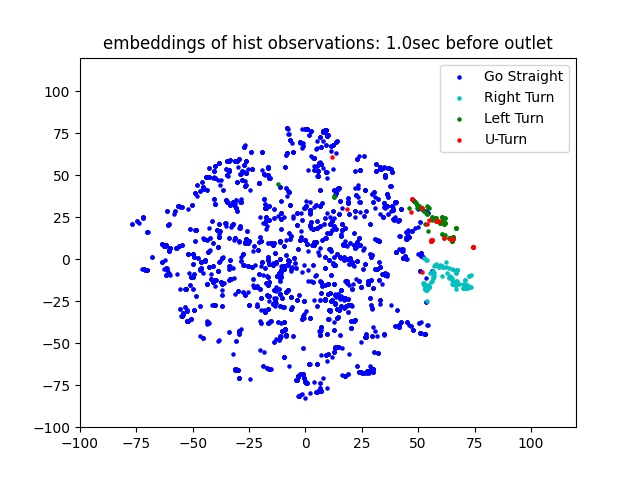 embeddings of hist observations: 1.0sec before outlet
Go Straight
Right Turn
Left Turn
U-Turn
100
75
50
25
0
−25
−50
−75
−100
−100 −75 −50 −25 0 25 50 75 100